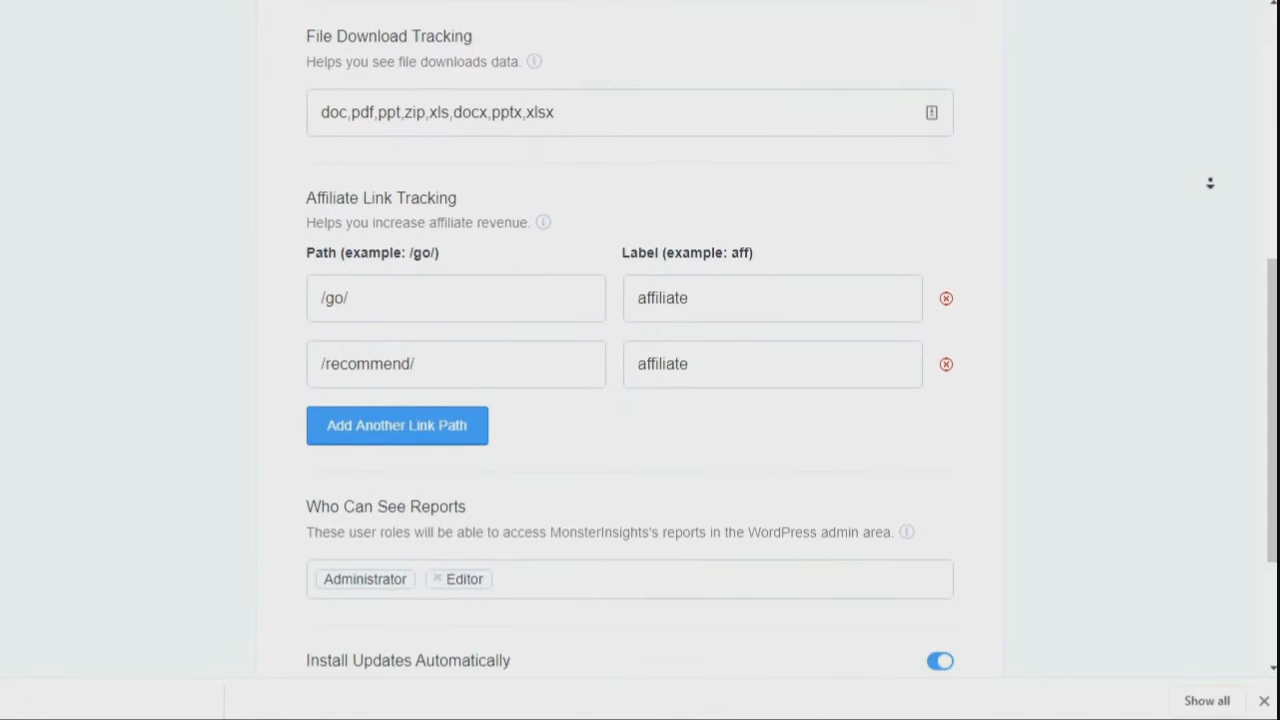 File Download Tracking
Helps you see file downloads data.
doc,pdf,ppt,zip,xls,docx,pptx,xlsx
Affiliate Link Tracking
Helps you increase affiliate revenue.
Path (example: /go/)
Label (example: aff)
/go/
affiliate
/recommend/
affiliate
Add Another Link Path
Who Can See Reports
These user roles will be able to access MonsterInsights's reports in the WordPress admin area.
Administrator
Editor
Install Updates Automatically
Show all